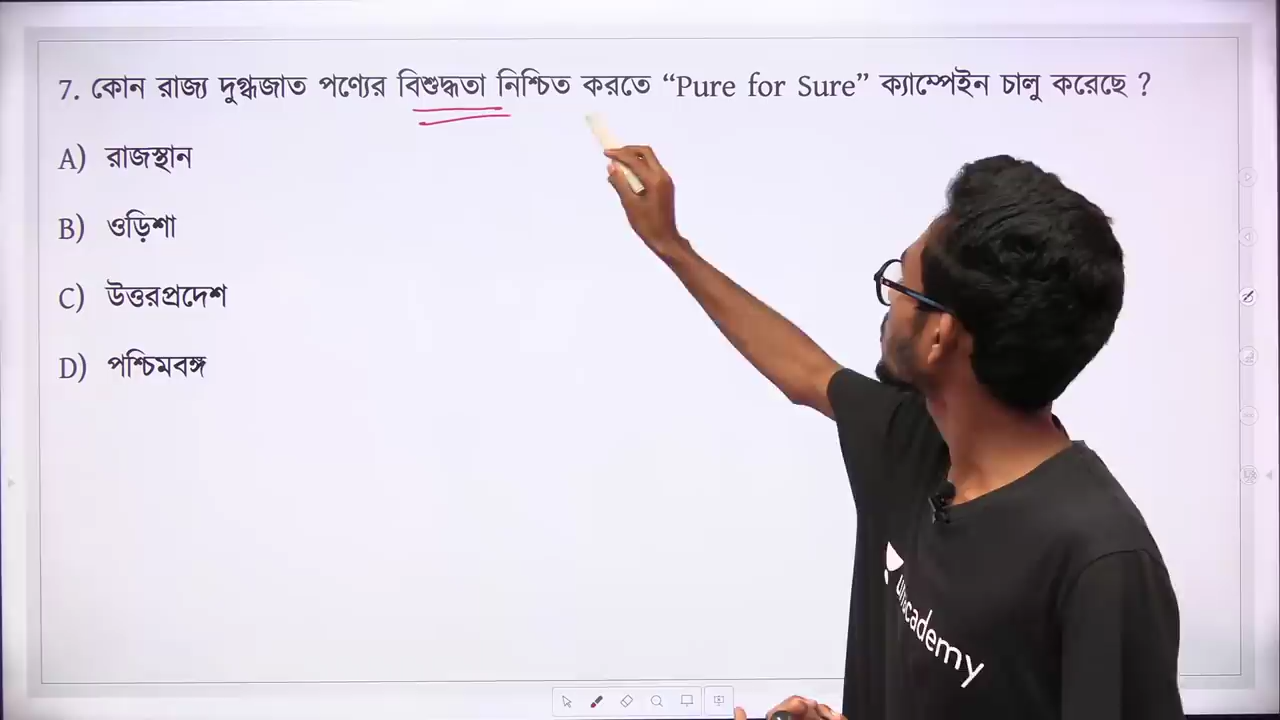 7. কোন রাজ্য দুগ্ধজাত পণ্যের বিশুদ্ধতা নিশ্চিত করতে “Pure for Sure” ক্যাম্পেইন চালু করেছে ?
A) রাজস্থান
B) ওড়িশা
C) উত্তরপ্রদেশ
D) পশ্চিমবঙ্গ
unacademy